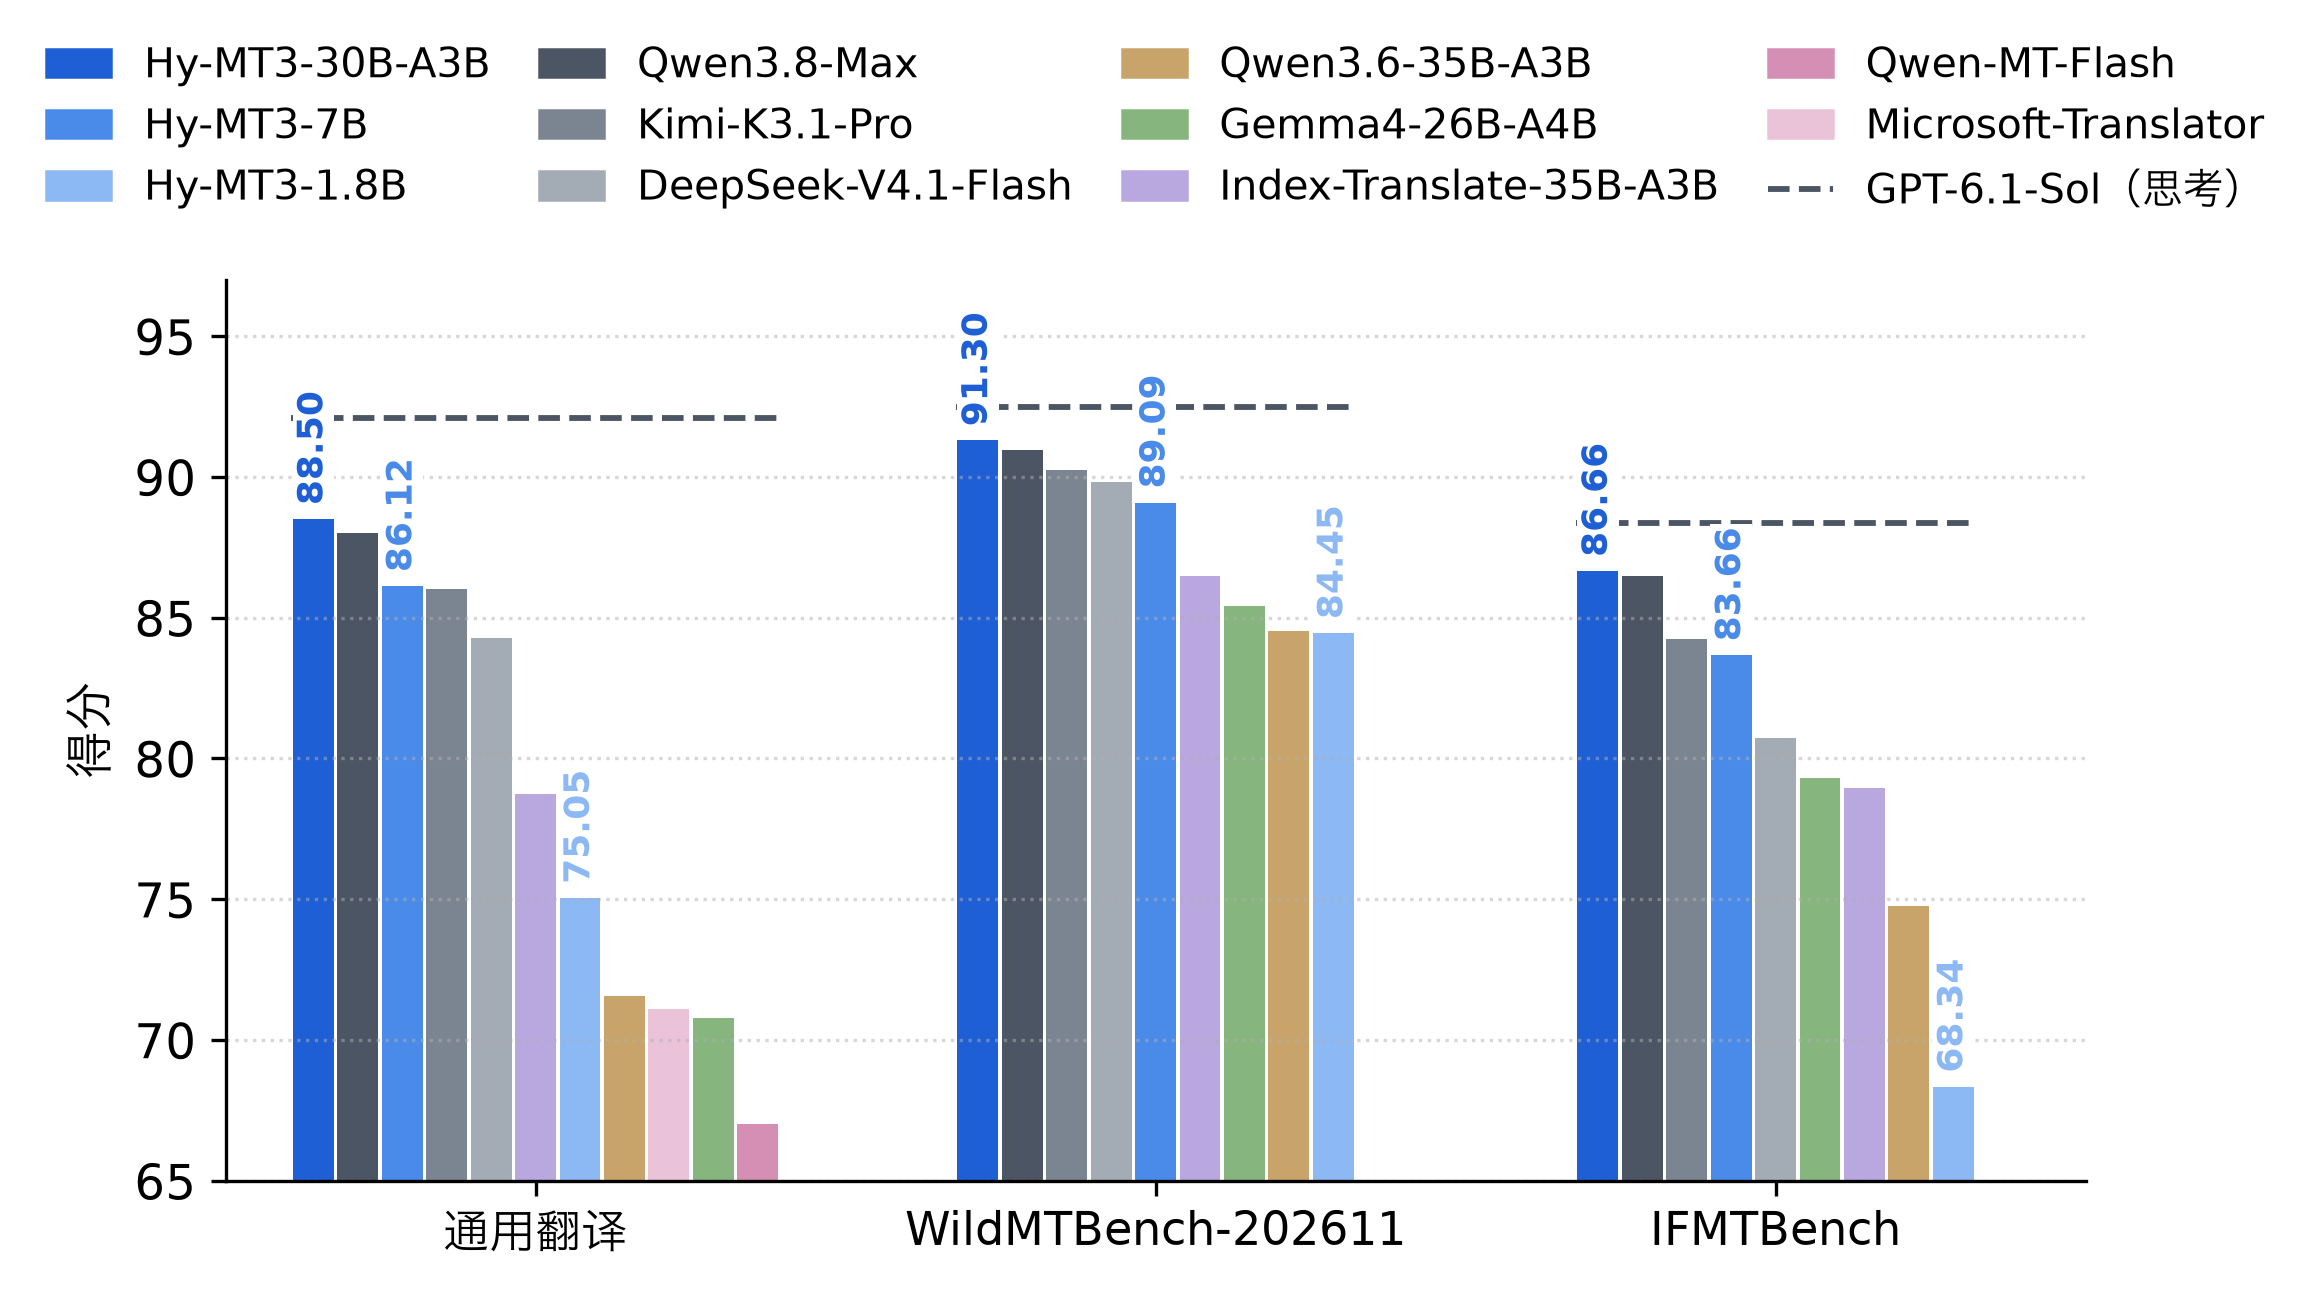 Hy-MT3-30B-A3B
Hy-MT3-7B
Hy-MT3-1.8B
Qwen3.8-Max
Kimi-K3.1-Pro
DeepSeek-V4.1-Flash
Qwen3.6-35B-A3B
Gemma4-26B-A4B
Index-Translate-35B-A3B
Qwen-MT-Flash
Microsoft-Translator
GPT-6.1-Sol（思考）
得分
95
90
85
80
75
70
65
88.50
86.12
75.05
91.30
89.09
84.45
86.66
83.66
68.34
通用翻译
WildMTBench-202611
IFMTBench